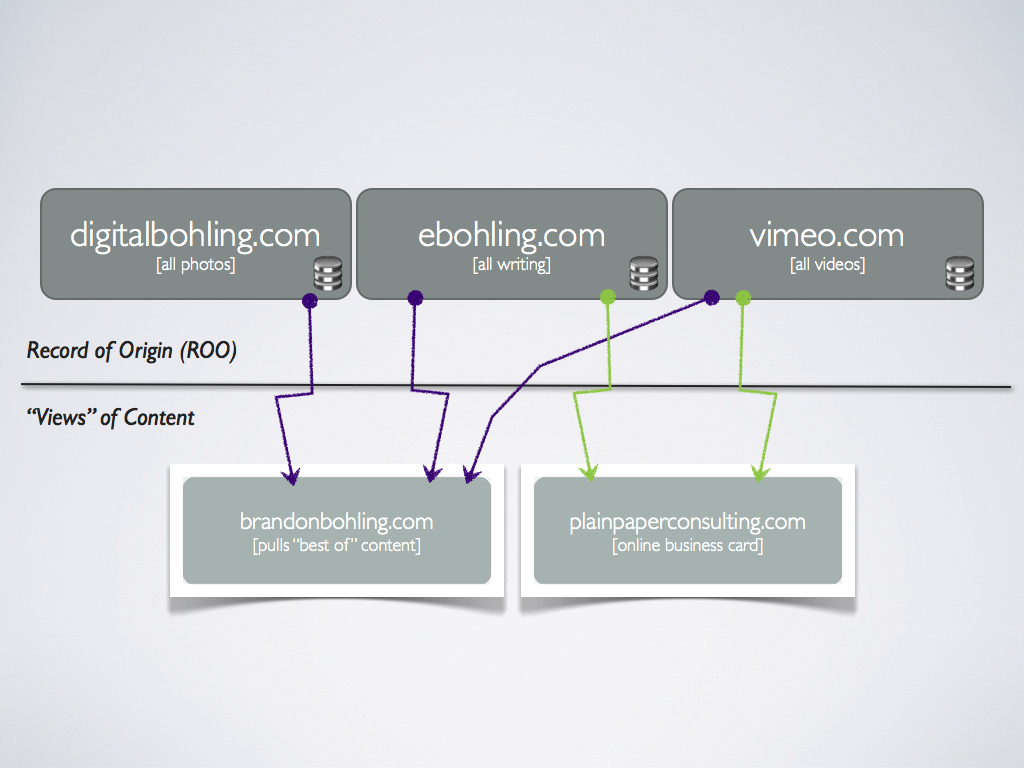 digitalbohling.com
[all photos]
ebohling.com
[all writing]
vimeo.com
[all videos]
Record of Origin (ROO)
“Views” of Content
brandonbohling.com
[pulls “best of” content]
plainpaperconsulting.com
[online business card]